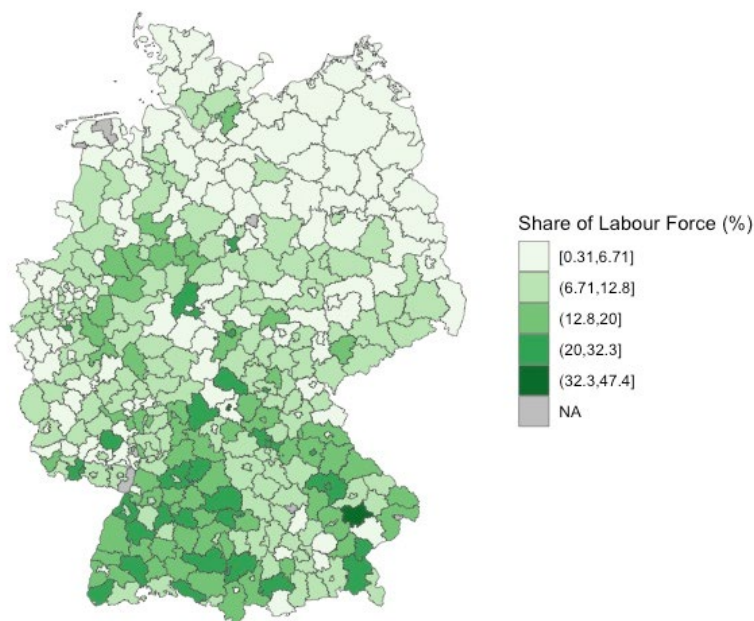 Share of Labour Force (%)
[0.31,6.71]
(6.71,12.8]
(12.8,20]
(20,32.3]
(32.3,47.4]
NA